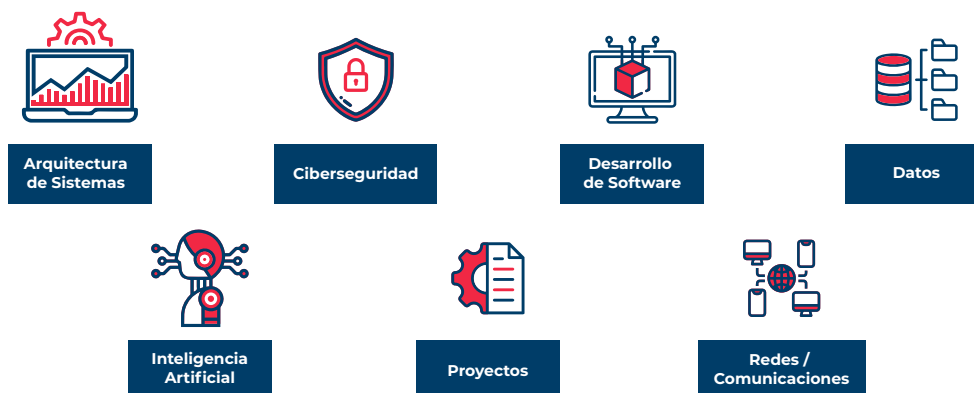 Arquitectura
de Sistemas
Ciberseguridad
Desarrollo
de Software
Datos
Inteligencia
Artificial
Proyectos
Redes /
Comunicaciones